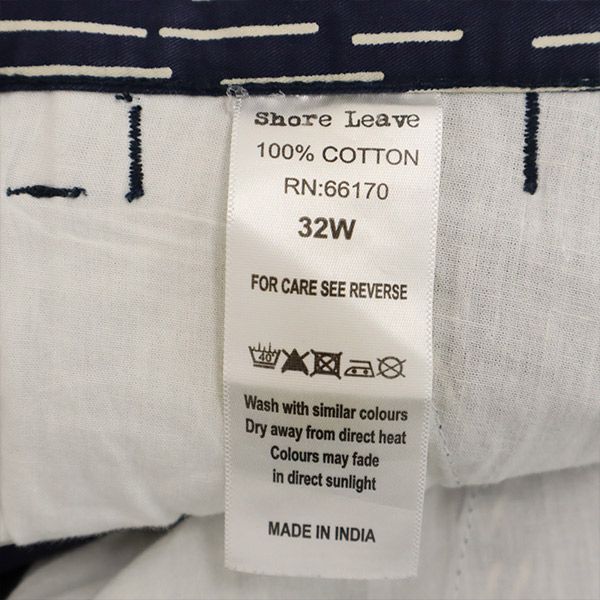 Shore Leave
100% COTTON
RN:66170
32W
FOR CARE SEE REVERSE
40°
Wash with similar colours
Dry away from direct heat
Colours may fade
in direct sunlight
MADE IN INDIA